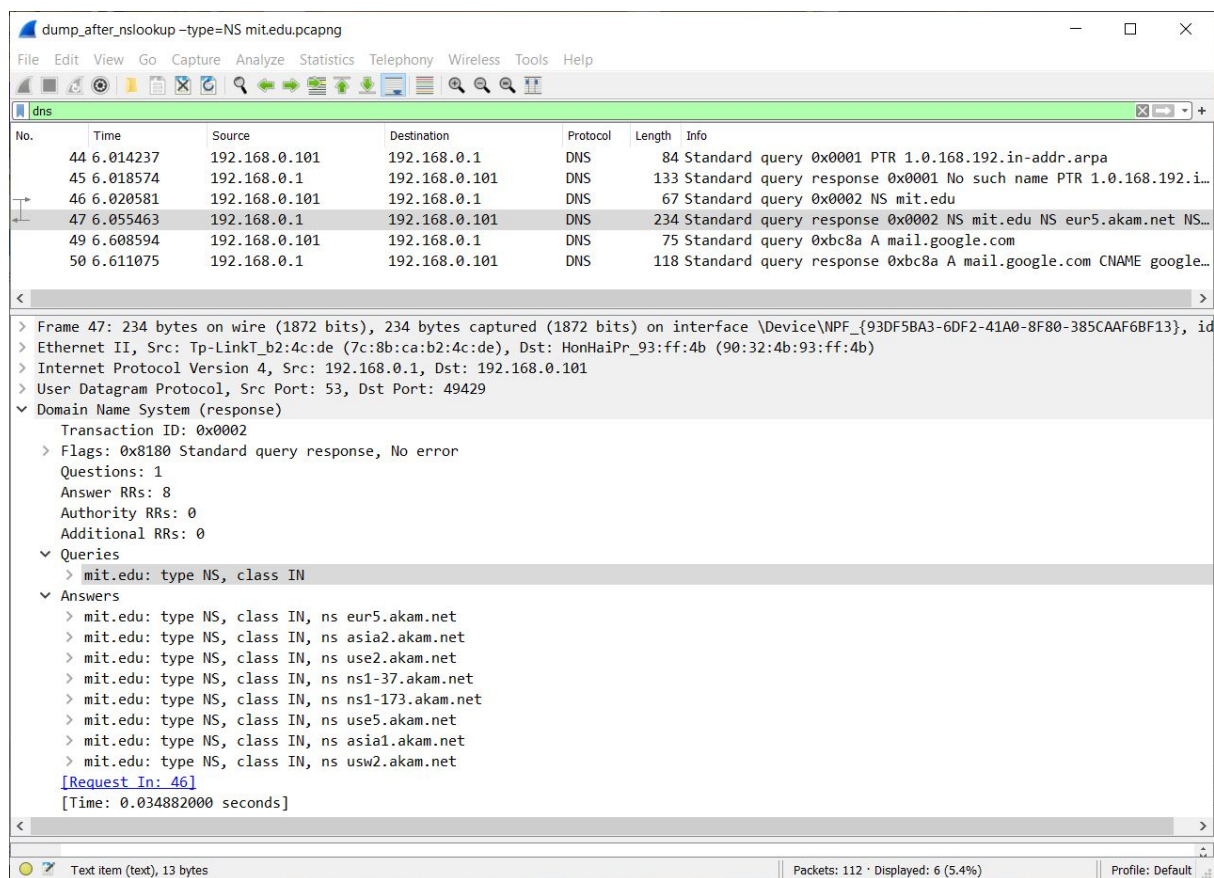 dump_after_nslookup –type=NS mit.edu.pcapng
File Edit View Go Capture Analyze Statistics Telephony Wireless Tools Help
dns
No. Time Source Destination Protocol Length Info
44 6.014237 192.168.0.101 192.168.0.1 DNS 84 Standard query 0x0001 PTR 1.0.168.192.in-addr.arpa
45 6.018574 192.168.0.1 192.168.0.101 DNS 133 Standard query response 0x0001 No such name PTR 1.0.168.192.i…
46 6.020581 192.168.0.101 192.168.0.1 DNS 67 Standard query 0x0002 NS mit.edu
47 6.055463 192.168.0.1 192.168.0.101 DNS 234 Standard query response 0x0002 NS mit.edu NS eur5.akam.net NS…
49 6.608594 192.168.0.101 192.168.0.1 DNS 75 Standard query 0xbc8a A mail.google.com
50 6.611075 192.168.0.1 192.168.0.101 DNS 118 Standard query response 0xbc8a A mail.google.com CNAME google…
Frame 47: 234 bytes on wire (1872 bits), 234 bytes captured (1872 bits) on interface \Device\NPF_{93DF5BA3-6DF2-41A0-8F80-385CAAF6BF13}, id
Ethernet II, Src: Tp-LinkT_b2:4c:de (7c:8b:ca:b2:4c:de), Dst: HonHaiPr_93:ff:4b (90:32:4b:93:ff:4b)
Internet Protocol Version 4, Src: 192.168.0.1, Dst: 192.168.0.101
User Datagram Protocol, Src Port: 53, Dst Port: 49429
Domain Name System (response)
Transaction ID: 0x0002
Flags: 0x8180 Standard query response, No error
Questions: 1
Answer RRs: 8
Authority RRs: 0
Additional RRs: 0
Queries
mit.edu: type NS, class IN
Answers
mit.edu: type NS, class IN, ns eur5.akam.net
mit.edu: type NS, class IN, ns asia2.akam.net
mit.edu: type NS, class IN, ns use2.akam.net
mit.edu: type NS, class IN, ns ns1-37.akam.net
mit.edu: type NS, class IN, ns ns1-173.akam.net
mit.edu: type NS, class IN, ns use5.akam.net
mit.edu: type NS, class IN, ns asia1.akam.net
mit.edu: type NS, class IN, ns usw2.akam.net
[Request In: 46]
[Time: 0.034882000 seconds]
Text item (text), 13 bytes Packets: 112 · Displayed: 6 (5.4%) Profile: Default